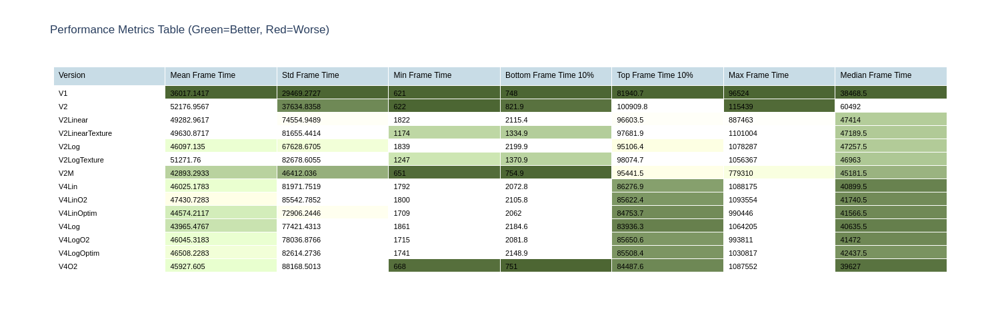 Performance Metrics Table (Green=Better, Red=Worse)
Version Mean Frame Time Std Frame Time Min Frame Time Bottom Frame Time 10% Top Frame Time 10% Max Frame Time Median Frame Time
V1 36017.1417 29469.2727 621 748 81940.7 96524 38468.5
V2 52176.9567 37634.8358 622 821.9 100909.8 115439 60492
V2Linear 49282.9617 74554.9489 1822 2115.4 96603.5 887463 47414
V2LinearTexture 49630.8717 81655.4414 1174 1334.9 97681.9 1101004 47189.5
V2Log 46097.135 67628.6705 1839 2199.9 95106.4 1078287 47257.5
V2LogTexture 51271.76 82678.6055 1247 1370.9 98074.7 1056367 46963
V2M 42893.2933 46412.036 651 754.9 95441.5 779310 45181.5
V4Lin 46025.1783 81971.7519 1792 2072.8 86276.9 1088175 40899.5
V4LinO2 47430.7283 85542.7852 1800 2105.8 85622.4 1093554 41740.5
V4LinOptim 44574.2117 72906.2446 1709 2062 84753.7 990446 41566.5
V4Log 43965.4767 77421.4313 1861 2184.6 83936.3 1064205 40635.5
V4LogO2 46045.3183 78036.8766 1715 2081.8 85650.6 993811 41472
V4LogOptim 46508.2283 82614.2736 1741 2148.9 85508.4 1030817 42437.5
V4O2 45927.605 88168.5013 668 751 84487.6 1087552 39627